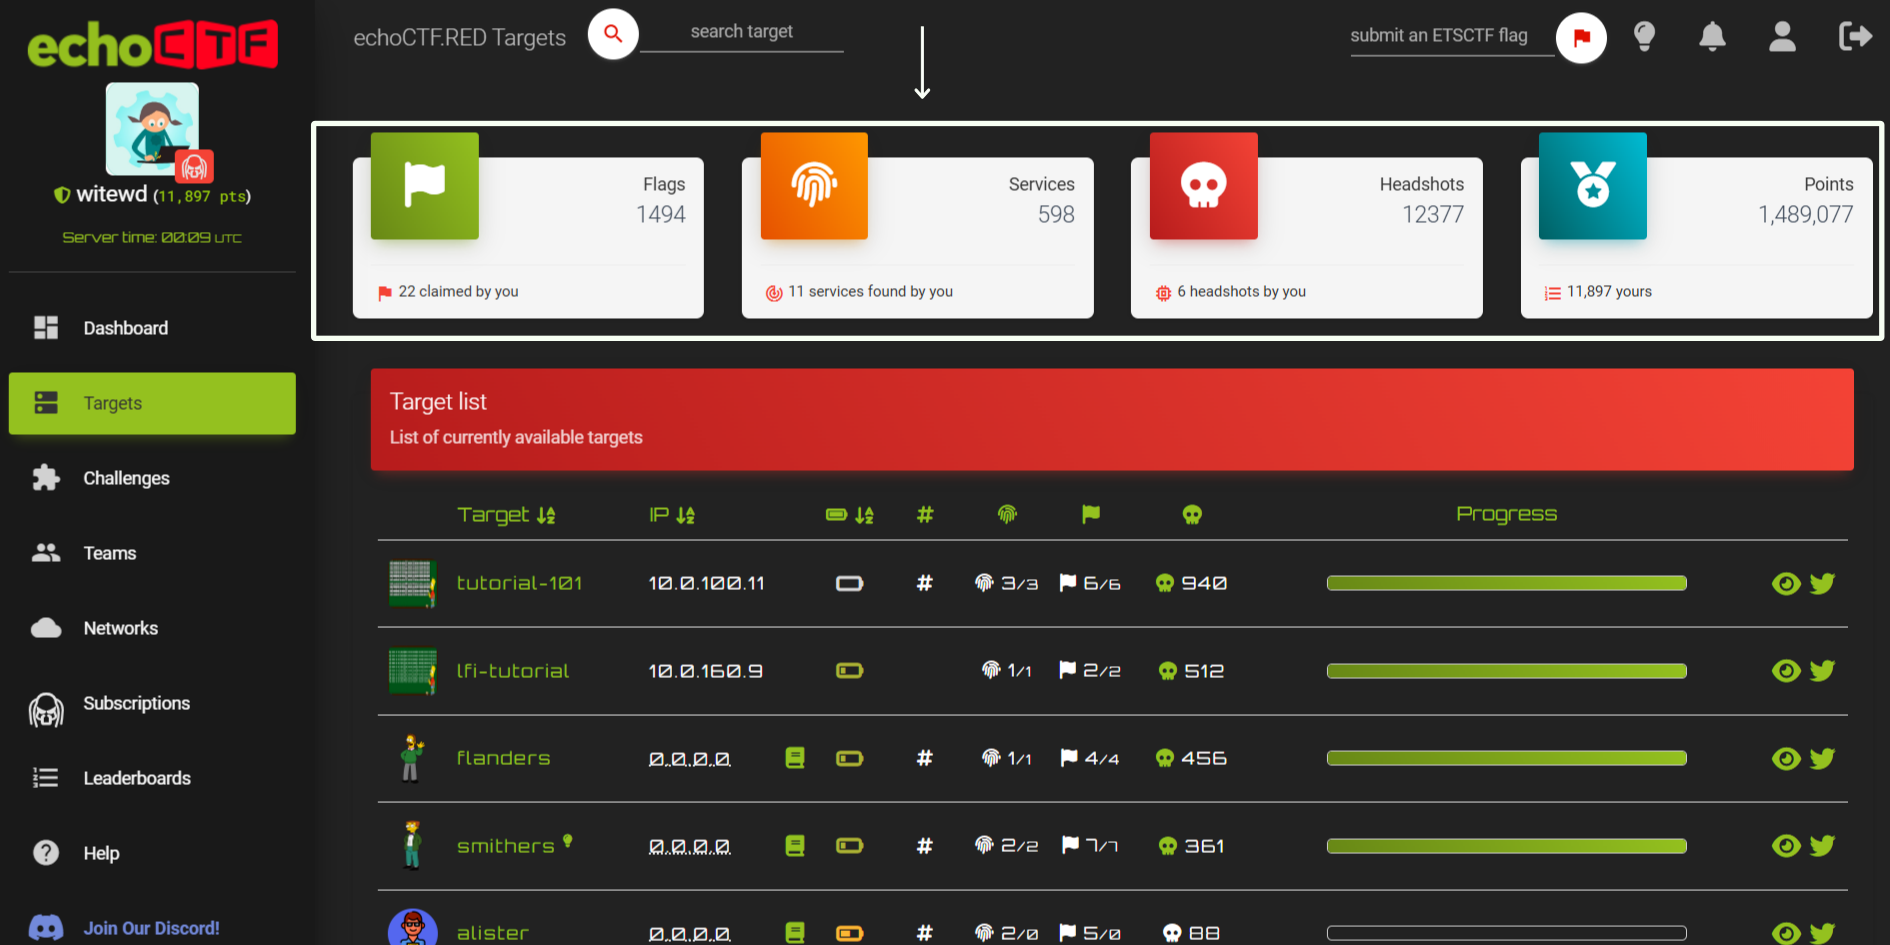 echoCTF
echoCTF.RED Targets
search target
submit an ETSCTF flag
witewd (11,897 pts)
Server time: 00:09 UTC
Dashboard
Targets
Challenges
Teams
Networks
Subscriptions
Leaderboards
Help
Join Our Discord!
Flags
1494
22 claimed by you
Services
598
11 services found by you
Headshots
12377
6 headshots by you
Points
1,489,077
11,897 yours
Target list
List of currently available targets
Target IP # Progress
tutorial-101 10.0.100.11 # 3/3 6/6 940
lfi-tutorial 10.0.160.9 1/1 2/2 512
flanders 0.0.0.0 # 1/1 4/4 456
smithers 0.0.0.0 # 2/2 7/7 361
alister 0.0.0.0 # 2/0 5/0 88